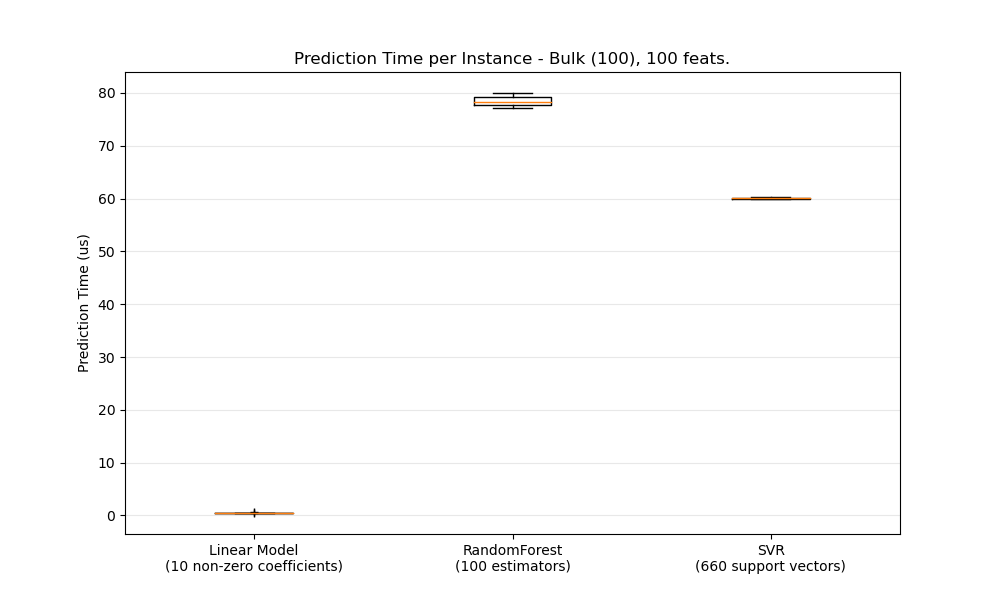 Prediction Time per Instance - Bulk (100), 100 feats.
80
70
60
50
40
30
20
10
0
Prediction Time (us)
Linear Model
(10 non-zero coefficients)
RandomForest
(100 estimators)
SVR
(660 support vectors)